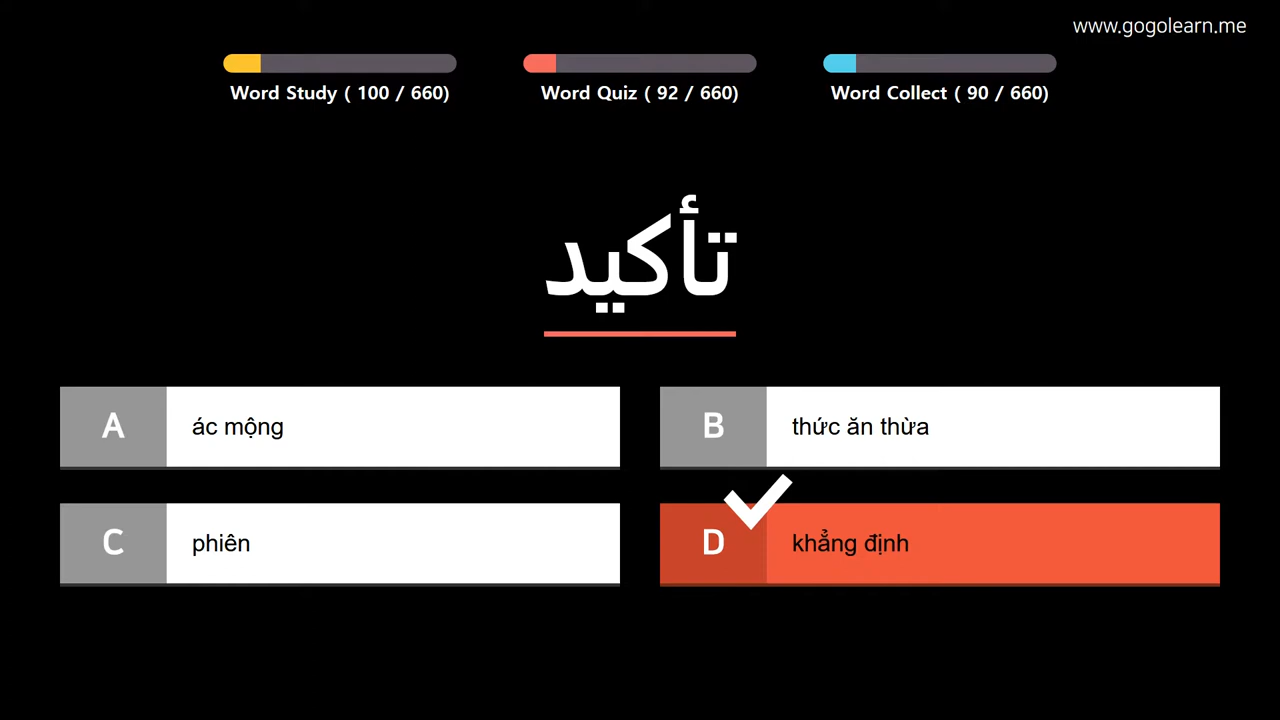 www.gogolearn.me
Word Study ( 100 / 660)
Word Quiz ( 92 / 660)
Word Collect ( 90 / 660)
تأكيد
A
ác mộng
B
thức ăn thừa
C
phiên
D
khẳng định